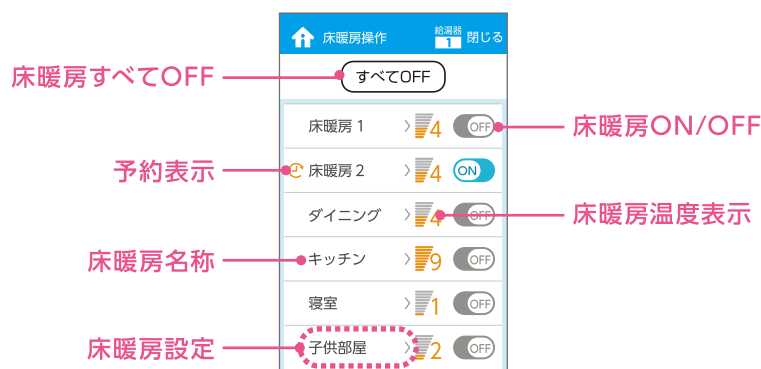 床暖房操作
給湯器
1
閉じる
床暖房すべてOFF
すべてOFF
床暖房1
4
OFF
床暖房ON/OFF
予約表示
床暖房2
4
ON
ダイニング
4
OFF
床暖房温度表示
床暖房名称
キッチン
9
OFF
寝室
1
OFF
床暖房設定
子供部屋
2
OFF